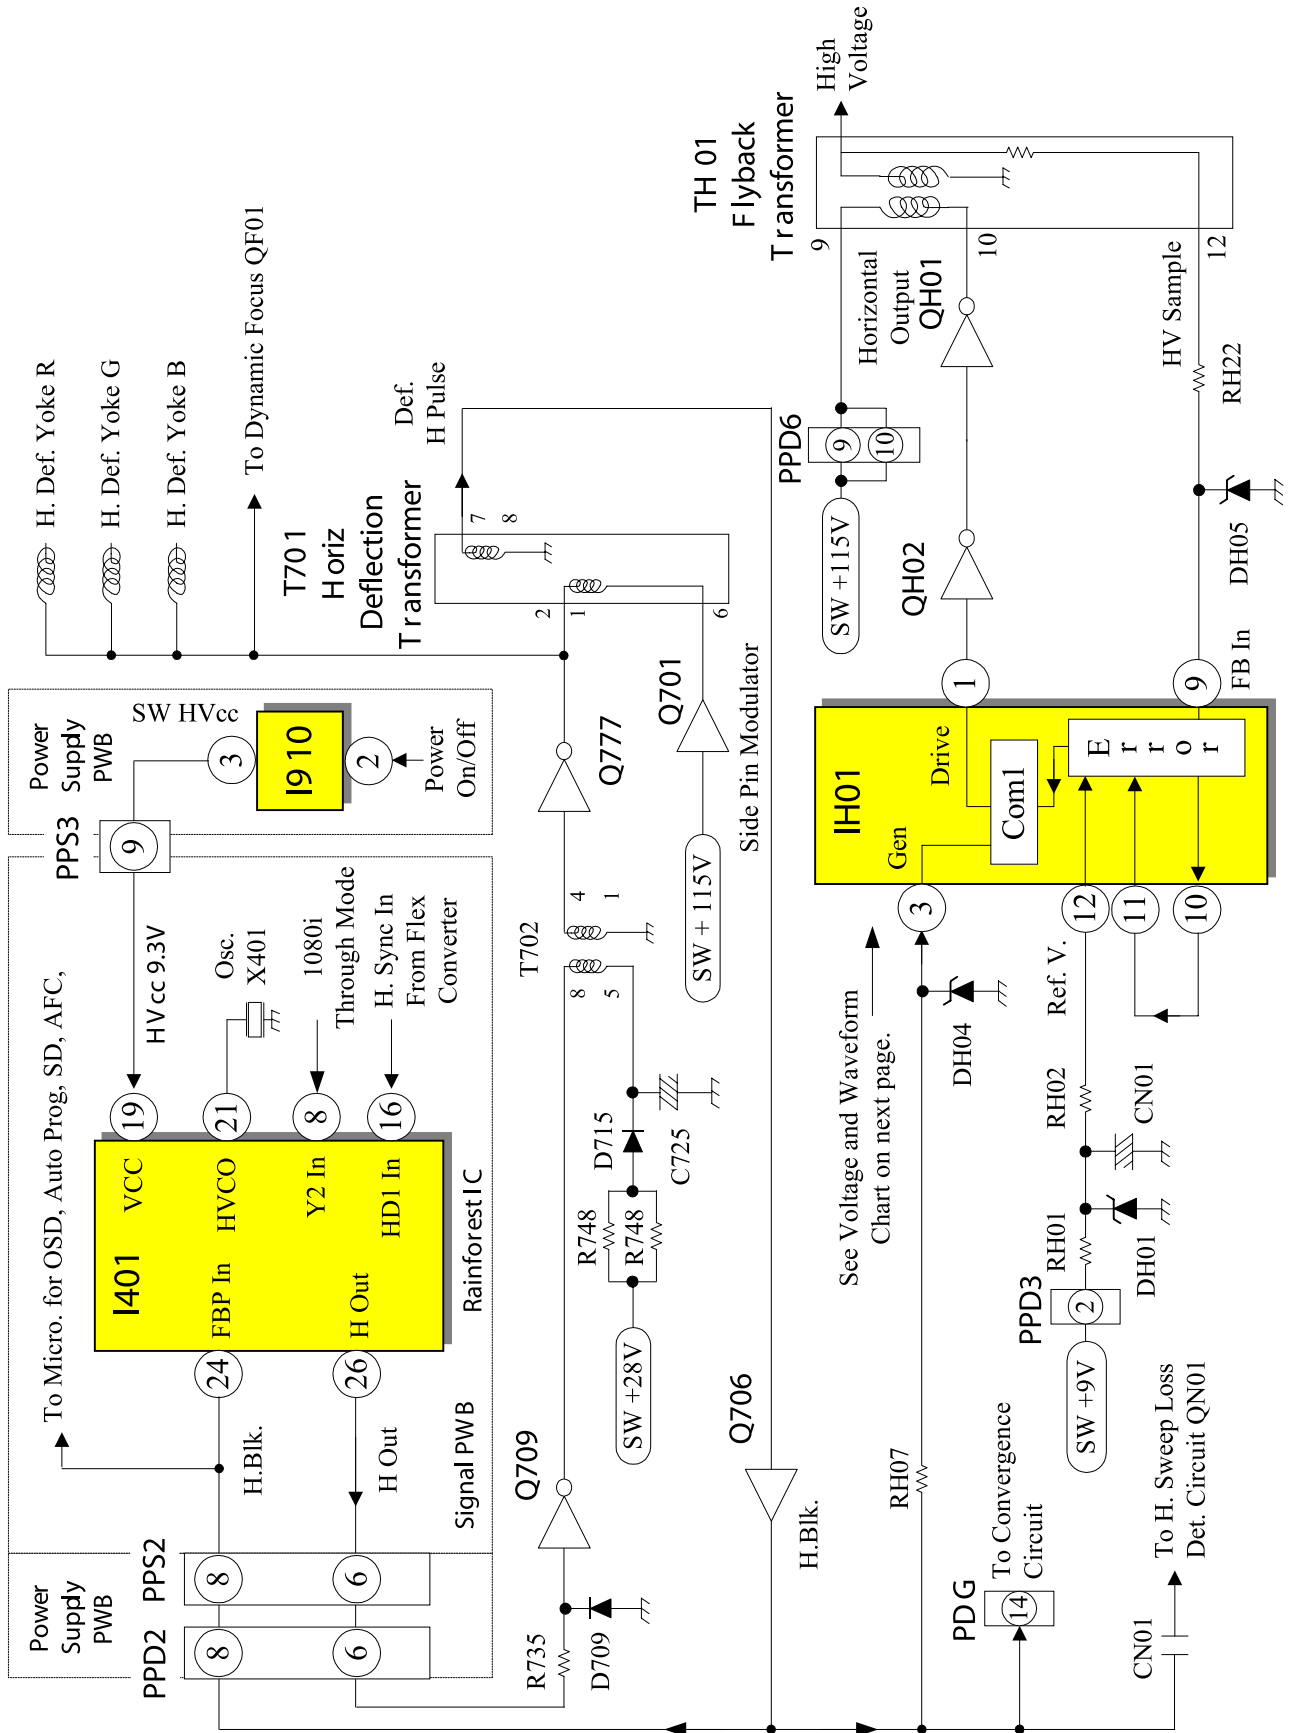 Power
Supply
PWB
PPD2
8
6
PPS2
8
6
Signal PWB
To Micro. for OSD, Auto Prog, SD, AFC,
H.Blk.
H Out
24
26
I401
FBP In
H Out
VCC
HVCO
Y2 In
HD1 In
Rainforest IC
19
21
8
16
HVcc 9.3V
Osc.
X401
1080i
Through Mode
H. Sync In
From Flex
Converter
PPS3
9
Power
Supply
PWB
SW HVcc
3
I910
2
Power
On/Off
H. Def. Yoke R
H. Def. Yoke G
H. Def. Yoke B
To Dynamic Focus QF01
R735
D709
Q709
SW +28V
R748
R748
D715
C725
T702
8
5
4
1
Q777
SW + 115V
Q701
Side Pin Modulator
T701
Horiz
Deflection
Transformer
2
1
6
7
8
Def.
H Pulse
Q706
H.Blk.
See Voltage and Waveform
Chart on next page.
RH07
DH04
PDG
14
To Convergence
Circuit
CN01
To H. Sweep Loss
Det. Circuit QN01
SW +9V
PPD3
2
RH01
DH01
CN01
RH02
Ref. V.
3
12
11
10
IH01
Gen
Drive
Com1
Error
1
9
FB In
QH02
SW +115V
PPD6
9
10
Horizontal
Output
QH01
DH05
RH22
HV Sample
TH 01
Flyback
Transformer
9
10
12
High
Voltage